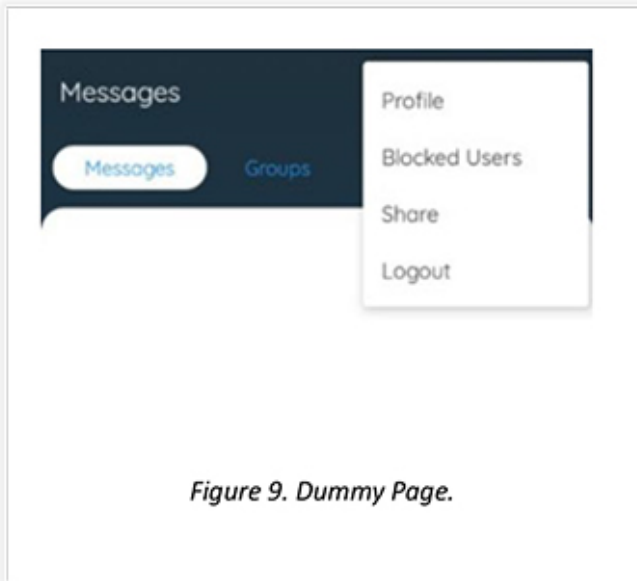 Messages
Messages
Groups
Profile
Blocked Users
Share
Logout
Figure 9. Dummy Page.